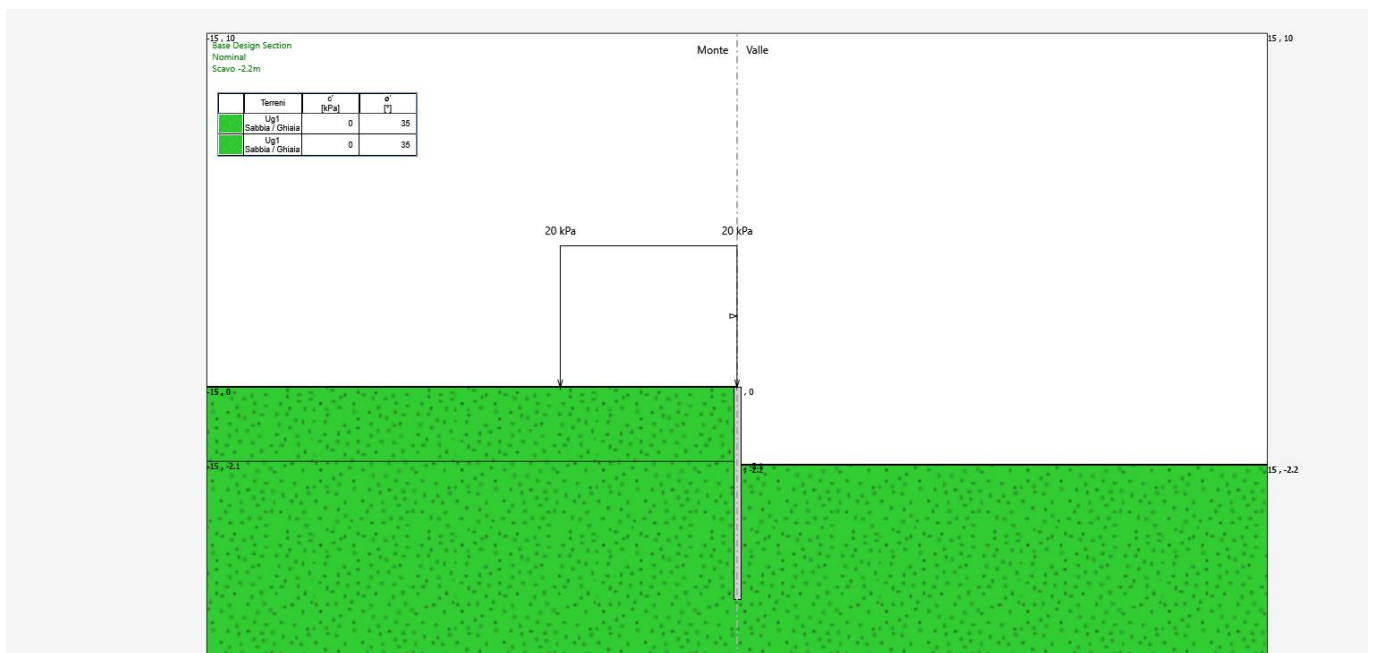 -15 , 10
Base Design Section
Nominal
Scavo -2.2m
Monte
Valle
15 , 10
Terreni
c'
[kPa]
ø'
[°]
Ug1
Sabbia / Ghiaia
0
35
Ug1
Sabbia / Ghiaia
0
35
20 kPa
20 kPa
-15 , 0
, 0
-15 , -2.1
-2.2
15 , -2.2